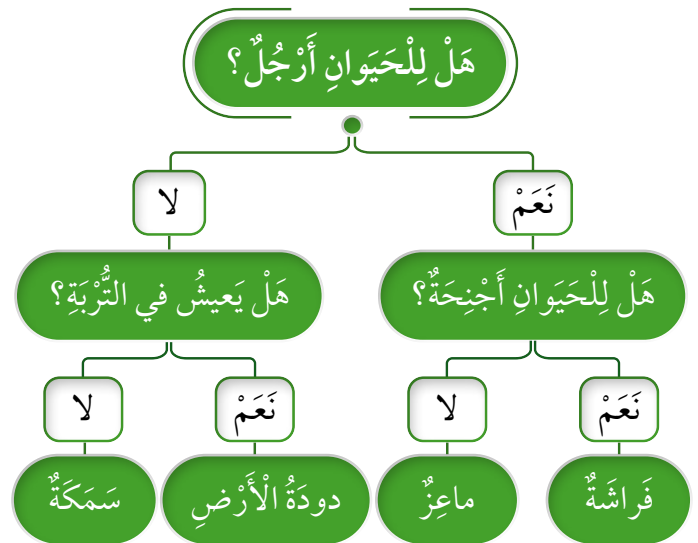 هَلْ لِلْحَيَوانِ أَرْجُلٌ؟
نَعَمْ
لا
هَلْ لِلْحَيَوانِ أَجْنِحَةٌ؟
هَلْ يَعيشُ في التُّرْبَةِ؟
نَعَمْ
لا
نَعَمْ
لا
فَراشَةٌ
ماعِزٌ
دودَةُ الْأَرْضِ
سَمَكَةٌ